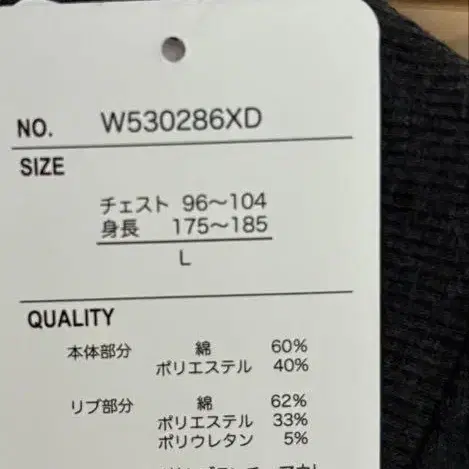 NO. W530286XD
SIZE
チェスト 96〜104
身長 175〜185
L
QUALITY
本体部分 綿 60%
ポリエステル 40%
リブ部分 綿 62%
ポリエステル 33%
ポリウレタン 5%